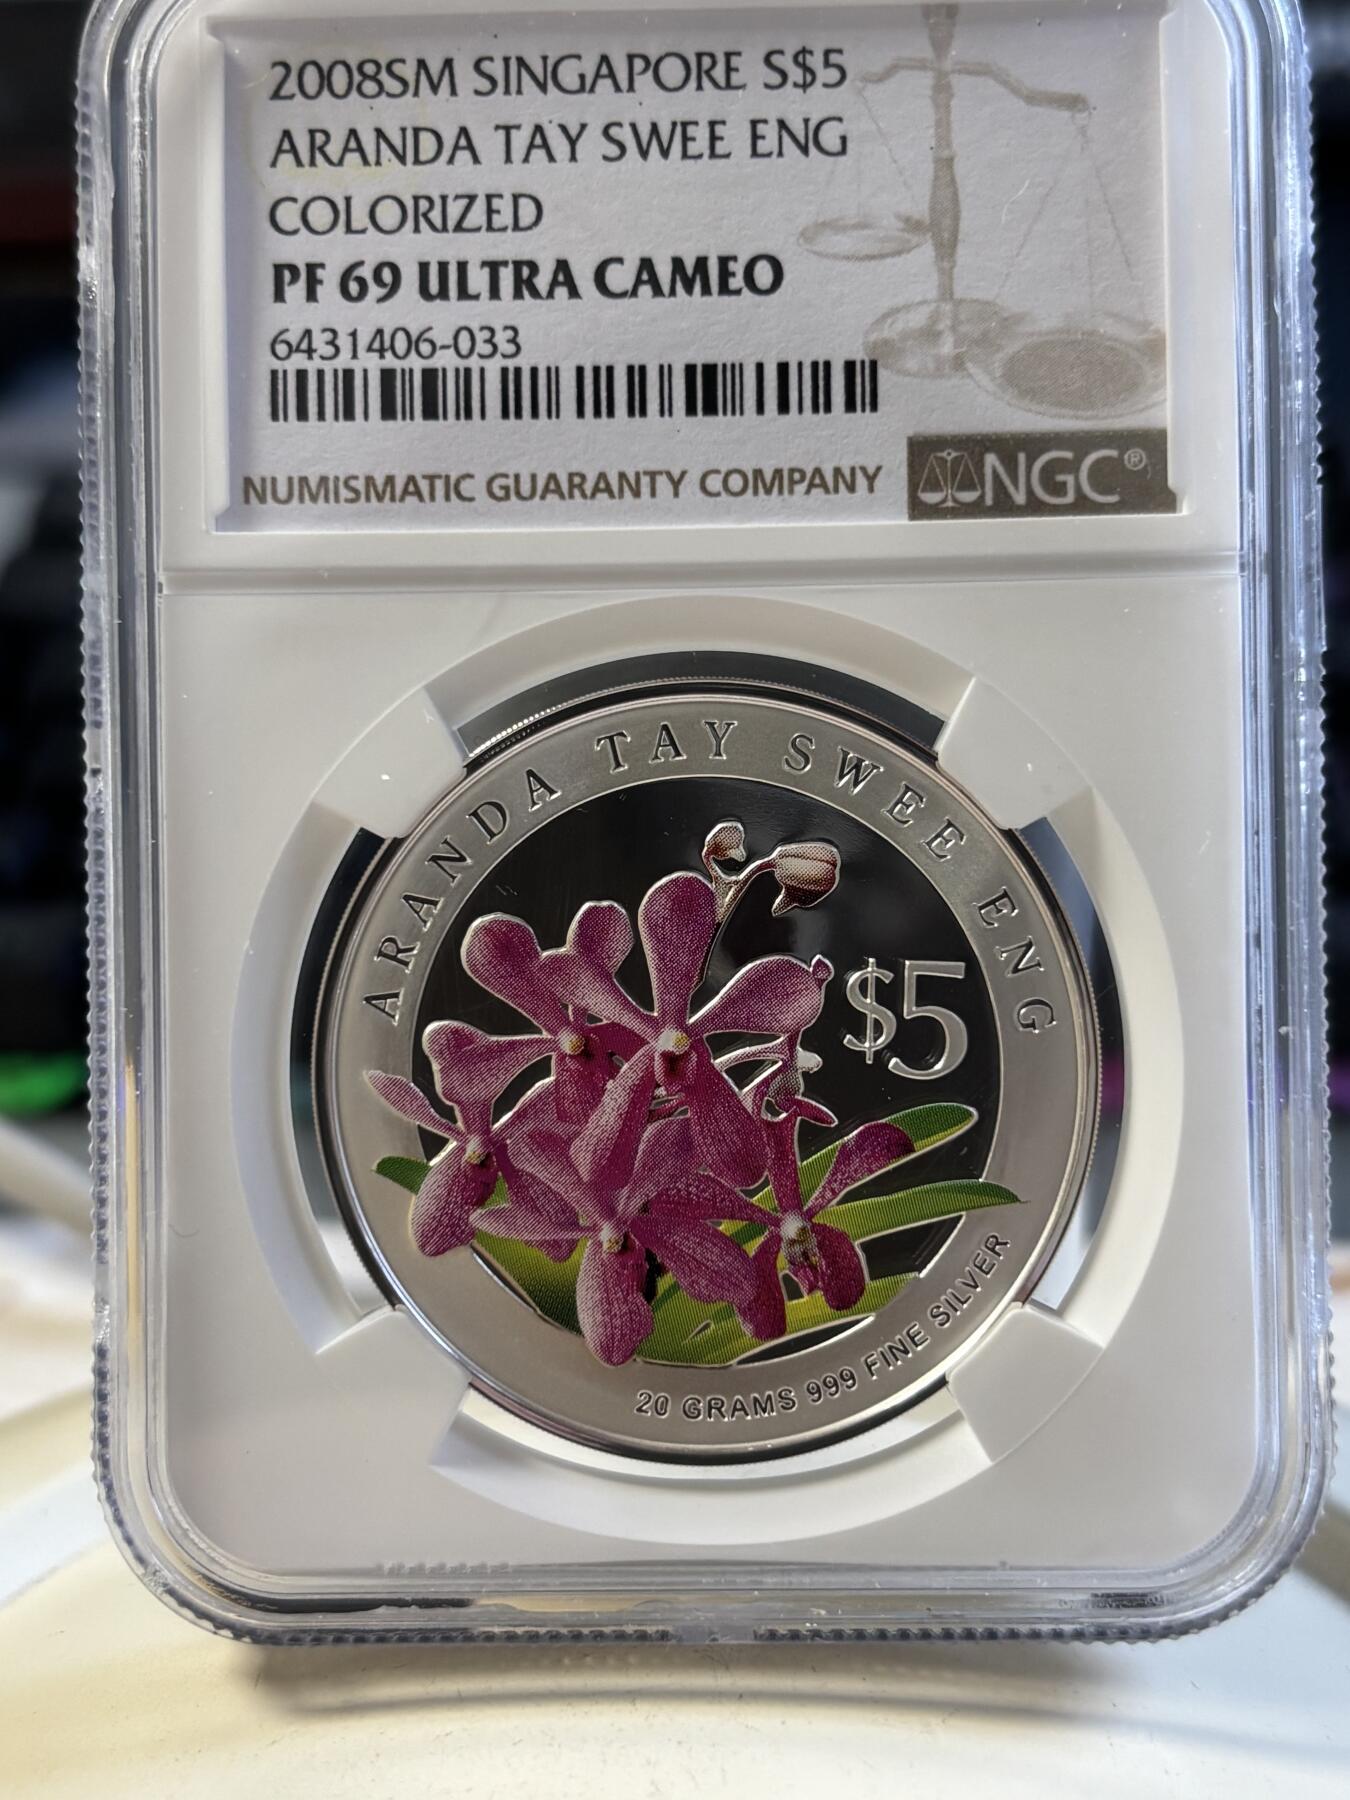 2008SM SINGAPORE S$5
ARANDA TAY SWEE ENG
COLORIZED
PF 69 ULTRA CAMEO
6431406-033
NUMISMATIC GUARANTY COMPANY
NGC®
ARANDA TAY SWEE ENG
$5
20 GRAMS 999 FINE SILVER